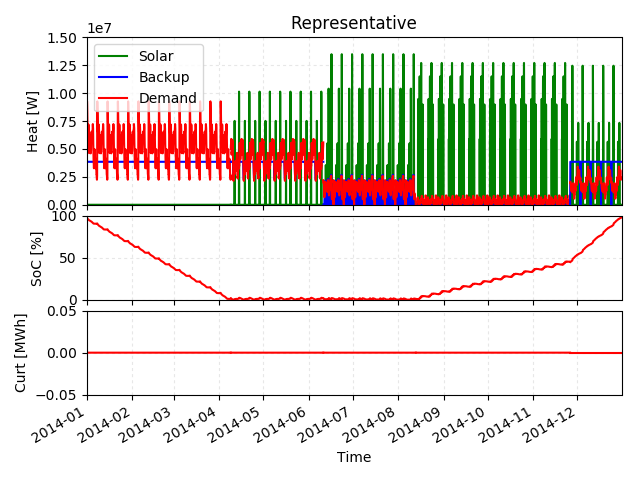 Representative
1e7
1.50
1.25
1.00
0.75
0.50
0.25
0.00
Heat [W]
Solar
Backup
Demand
100
50
0
SoC [%]
0.05
0.00
−0.05
Curt [MWh]
2014-01
2014-02
2014-03
2014-04
2014-05
2014-06
2014-07
2014-08
2014-09
2014-10
2014-11
2014-12
Time